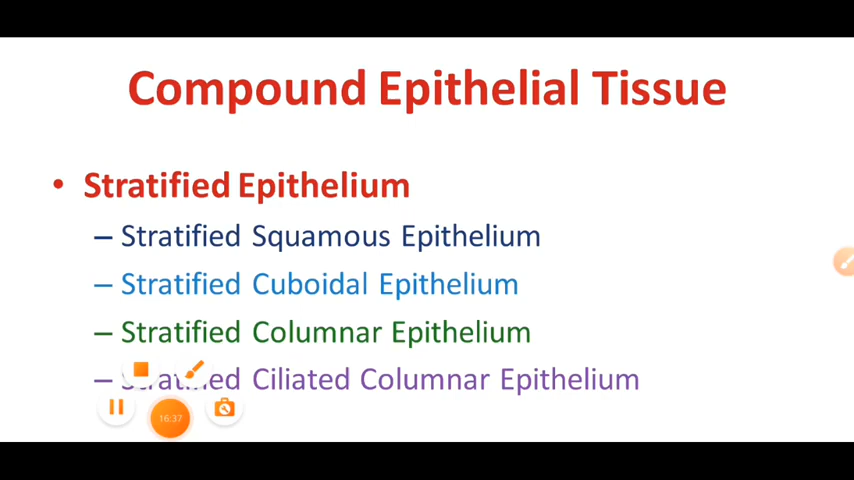 Compound Epithelial Tissue
• Stratified Epithelium
– Stratified Squamous Epithelium
– Stratified Cuboidal Epithelium
– Stratified Columnar Epithelium
– Stratified Ciliated Columnar Epithelium
16:37